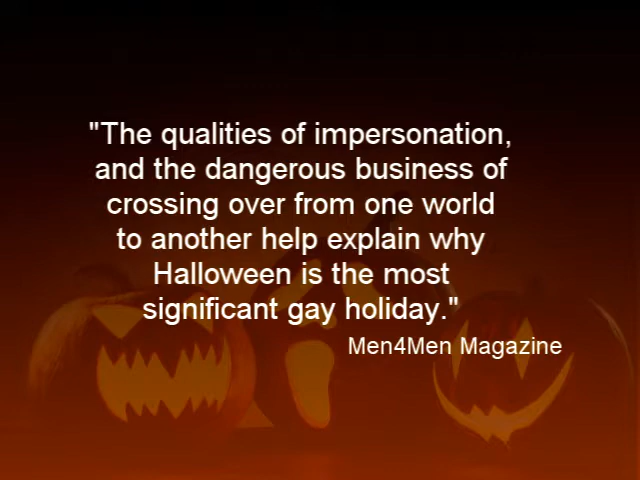 "The qualities of impersonation,
and the dangerous business of
crossing over from one world
to another help explain why
Halloween is the most
significant gay holiday."
Men4Men Magazine